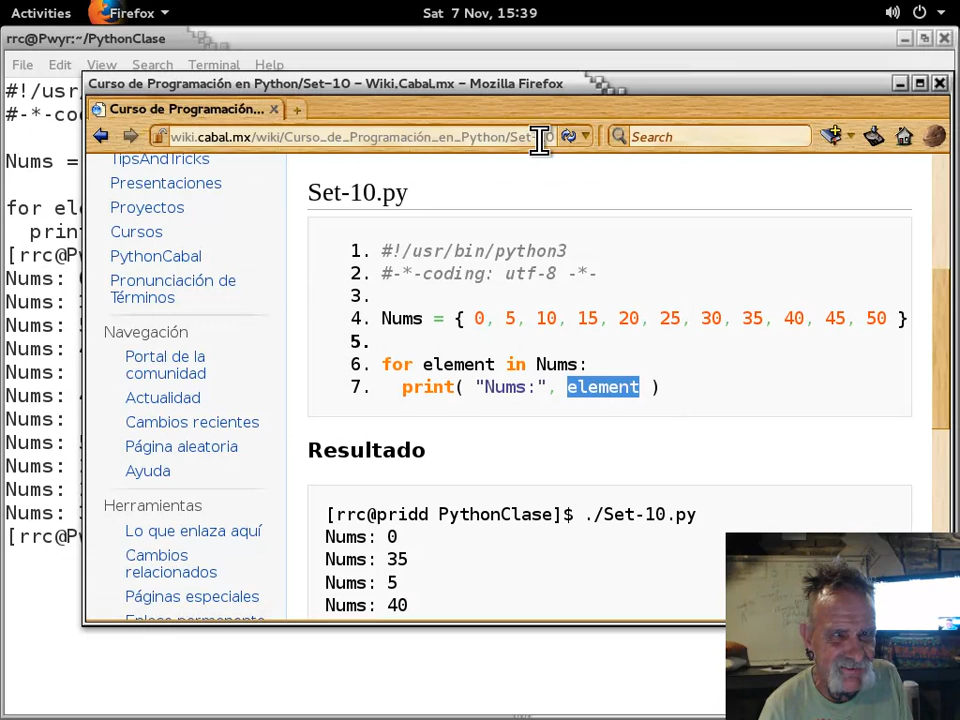 Activities Firefox Sat 7 Nov, 15:39
rrc@Pwyr:~/PythonClase
File Edit View Search Terminal Help
#!/usr
#-*-co
Nums =
for ele
prin
[rrc@P
Nums:
Nums:
Nums:
Nums:
Nums:
Nums:
Nums:
Nums:
Nums:
Nums:
Nums:
[rrc@P
Curso de Programación en Python/Set-10 – Wiki.Cabal.mx – Mozilla Firefox
Curso de Programación...
wiki.cabal.mx/wiki/Curso_de_Programación_en_Python/Set-10
Search
TipsAndTricks
Presentaciones
Proyectos
Cursos
PythonCabal
Pronunciación de
Términos
Navegación
Portal de la
comunidad
Actualidad
Cambios recientes
Página aleatoria
Ayuda
Herramientas
Lo que enlaza aquí
Cambios
relacionados
Páginas especiales
Enlace permanente
Set-10.py
1. #!/usr/bin/python3
2. #-*-coding: utf-8 -*-
3.
4. Nums = { 0, 5, 10, 15, 20, 25, 30, 35, 40, 45, 50 }
5.
6. for element in Nums:
7. print( "Nums:", element )
Resultado
[rrc@pridd PythonClase]$ ./Set-10.py
Nums: 0
Nums: 35
Nums: 5
Nums: 40